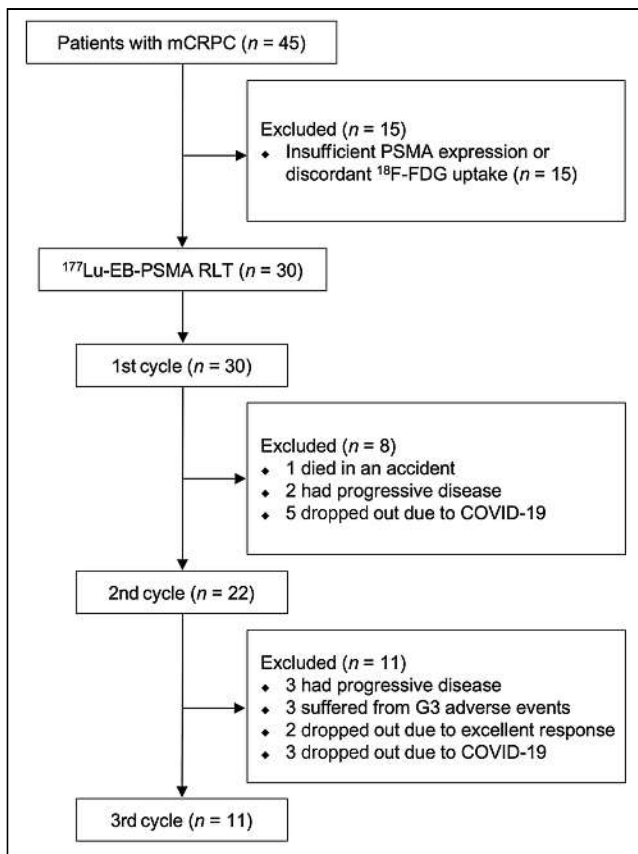 Patients with mCRPC (n = 45)
Excluded (n = 15)
◆ Insufficient PSMA expression or
discordant ¹⁸F-FDG uptake (n = 15)
¹⁷⁷Lu-EB-PSMA RLT (n = 30)
1st cycle (n = 30)
Excluded (n = 8)
◆ 1 died in an accident
◆ 2 had progressive disease
◆ 5 dropped out due to COVID-19
2nd cycle (n = 22)
Excluded (n = 11)
◆ 3 had progressive disease
◆ 3 suffered from G3 adverse events
◆ 2 dropped out due to excellent response
◆ 3 dropped out due to COVID-19
3rd cycle (n = 11)